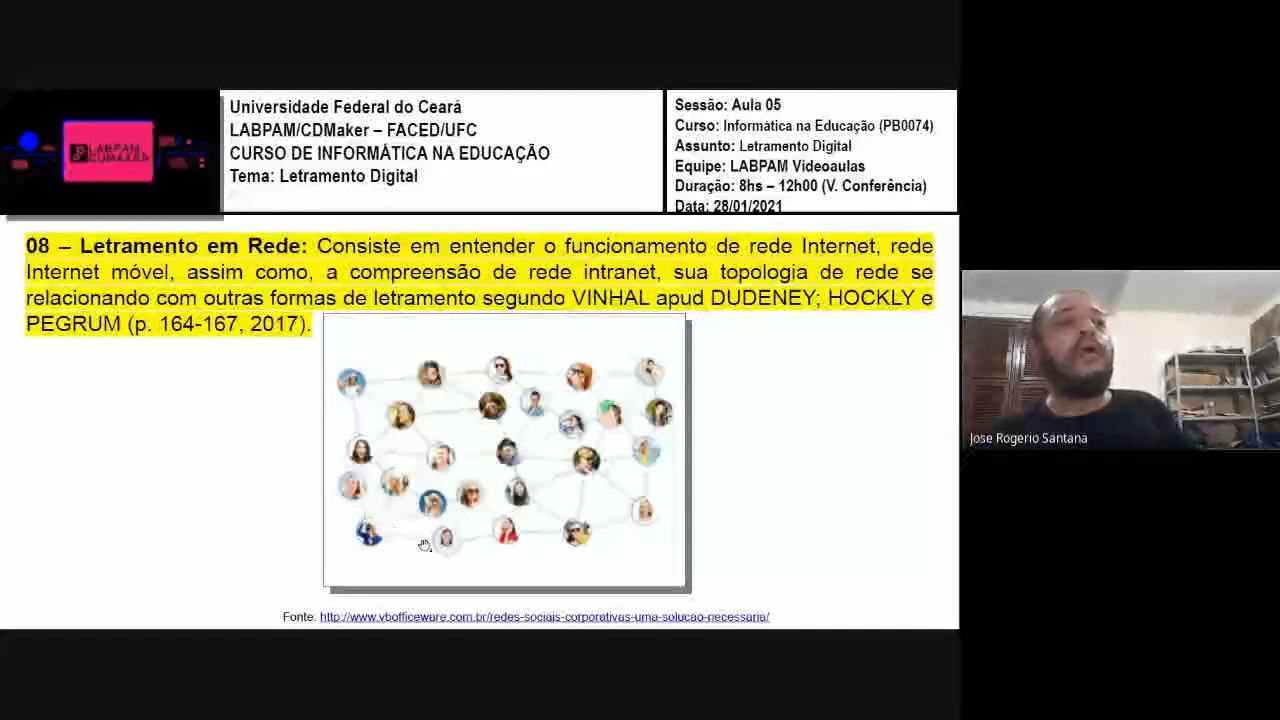 LABPAM
CDMAKER
Universidade Federal do Ceará
LABPAM/CDMaker – FACED/UFC
CURSO DE INFORMÁTICA NA EDUCAÇÃO
Tema: Letramento Digital
Sessão: Aula 05
Curso: Informática na Educação (PB0074)
Assunto: Letramento Digital
Equipe: LABPAM Videoaulas
Duração: 8hs – 12h00 (V. Conferência)
Data: 28/01/2021
08 – Letramento em Rede: Consiste em entender o funcionamento de rede Internet, rede
Internet móvel, assim como, a compreensão de rede intranet, sua topologia de rede se
relacionando com outras formas de letramento segundo VINHAL apud DUDENEY; HOCKLY e
PEGRUM (p. 164-167, 2017).
Fonte: http://www.vbofficeware.com.br/redes-sociais-corporativas-uma-solucao-necessaria/
Jose Rogerio Santana